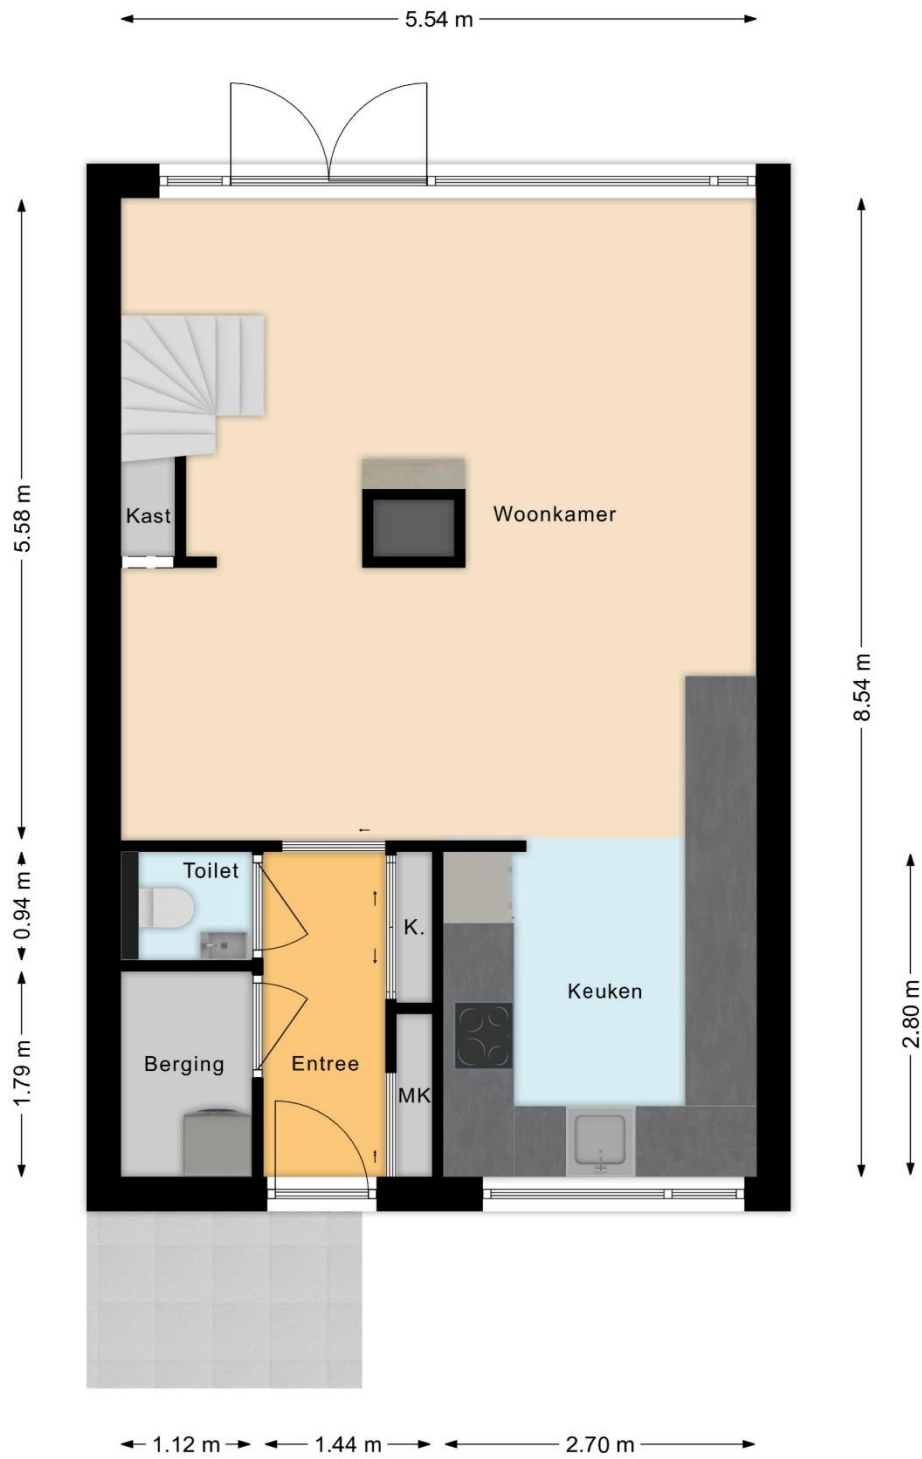 5.54 m
5.58 m
Kast
Woonkamer
8.54 m
Toilet
0.94 m
K.
Keuken
2.80 m
1.79 m
Berging
Entree
MK
1.12 m
1.44 m
2.70 m